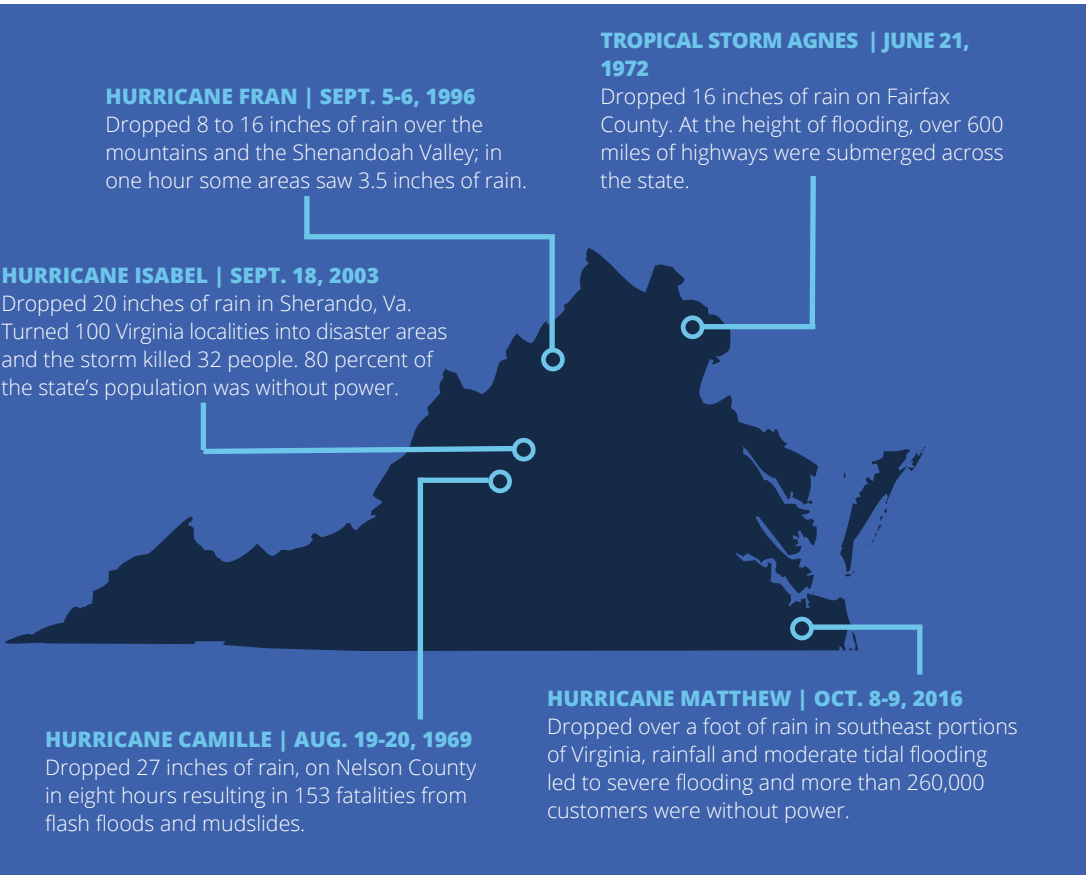 TROPICAL STORM AGNES | JUNE 21,
1972
Dropped 16 inches of rain on Fairfax
County. At the height of flooding, over 600
miles of highways were submerged across
the state.
HURRICANE FRAN | SEPT. 5-6, 1996
Dropped 8 to 16 inches of rain over the
mountains and the Shenandoah Valley; in
one hour some areas saw 3.5 inches of rain.
HURRICANE ISABEL | SEPT. 18, 2003
Dropped 20 inches of rain in Sherando, Va.
Turned 100 Virginia localities into disaster areas
and the storm killed 32 people. 80 percent of
the state’s population was without power.
HURRICANE CAMILLE | AUG. 19-20, 1969
Dropped 27 inches of rain, on Nelson County
in eight hours resulting in 153 fatalities from
flash floods and mudslides.
HURRICANE MATTHEW | OCT. 8-9, 2016
Dropped over a foot of rain in southeast portions
of Virginia, rainfall and moderate tidal flooding
led to severe flooding and more than 260,000
customers were without power.